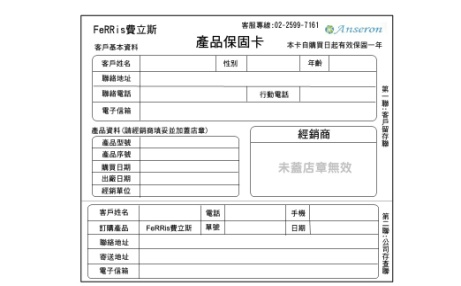 FeRRis費立斯
客服專線:02-2599-7161
Anseron
客戶基本資料
產品保固卡
本卡自購買日起有效保固一年
客戶姓名 性別 年齡
聯絡地址
聯絡電話 行動電話
電子信箱
第一聯:客戶留存聯
產品資料(請經銷商填妥並加蓋店章)
產品型號
產品序號
購買日期
出廠日期
經銷單位
經銷商
未蓋店章無效
客戶姓名 電話 手機
訂購產品 FeRRis費立斯 單號 日期
聯絡地址
寄送地址
電子信箱
第二聯:公司存查聯